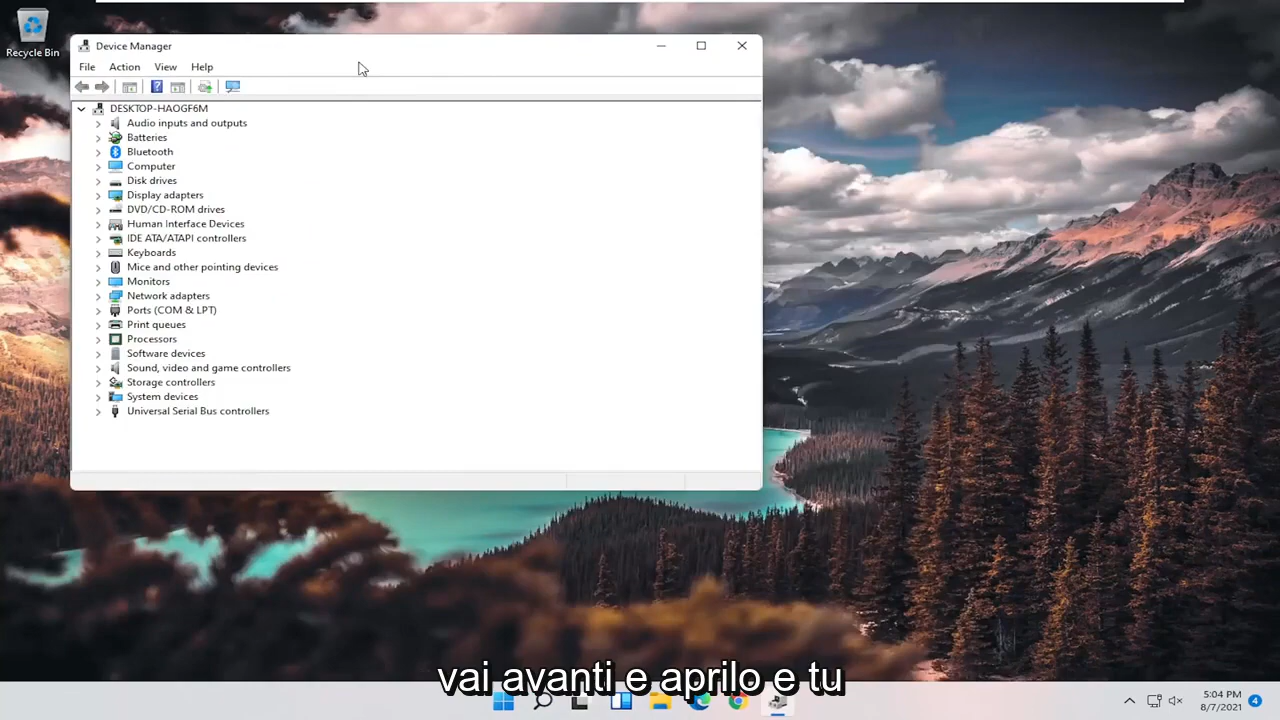 Recycle Bin
Device Manager
File Action View Help
DESKTOP-HAOGF6M
Audio inputs and outputs
Batteries
Bluetooth
Computer
Disk drives
Display adapters
DVD/CD-ROM drives
Human Interface Devices
IDE ATA/ATAPI controllers
Keyboards
Mice and other pointing devices
Monitors
Network adapters
Ports (COM & LPT)
Print queues
Processors
Software devices
Sound, video and game controllers
Storage controllers
System devices
Universal Serial Bus controllers
vai avanti e aprilo e tu
5:04 PM
8/7/2021
4